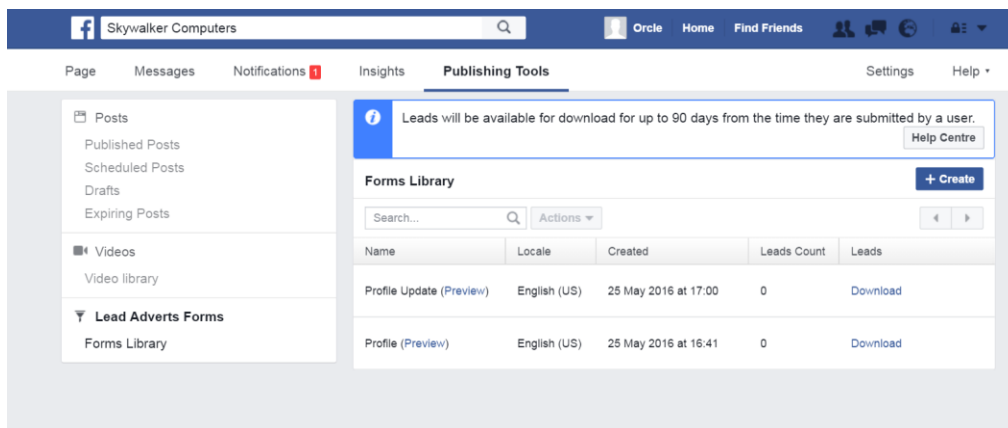 f Skywalker Computers Orcle Home Find Friends
Page Messages Notifications 1 Insights Publishing Tools Settings Help
Posts
Published Posts
Scheduled Posts
Drafts
Expiring Posts
Videos
Video library
Lead Adverts Forms
Forms Library
i Leads will be available for download for up to 90 days from the time they are submitted by a user.
Help Centre
Forms Library + Create
Search... Actions
Name Locale Created Leads Count Leads
Profile Update (Preview) English (US) 25 May 2016 at 17:00 0 Download
Profile (Preview) English (US) 25 May 2016 at 16:41 0 Download